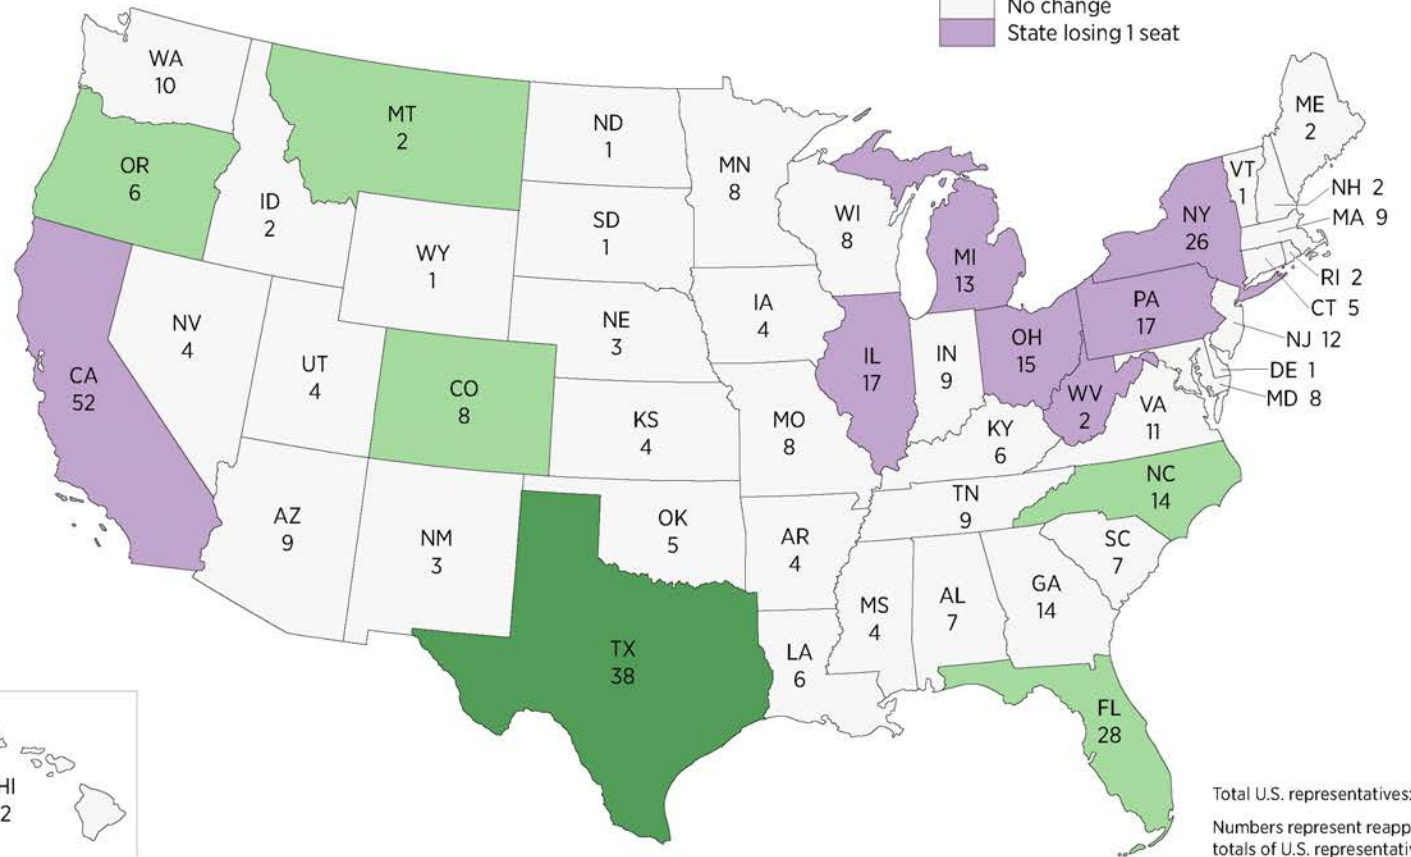 No change
State losing 1 seat
WA
10
MT
2
ND
1
MN
8
ME
2
VT
1
NH 2
MA 9
OR
6
ID
2
SD
1
WI
8
NY
26
WY
1
MI
13
RI 2
CT 5
NV
4
NE
3
IA
4
PA
17
NJ 12
UT
4
IL
17
IN
9
OH
15
DE 1
MD 8
CA
52
CO
8
KS
4
MO
8
WV
2
VA
11
KY
6
NC
14
AZ
9
NM
3
OK
5
AR
4
TN
9
SC
7
MS
4
AL
7
GA
14
TX
38
LA
6
FL
28
HI
2
Total U.S. representatives:
Numbers represent reapp
totals of U.S. representativ